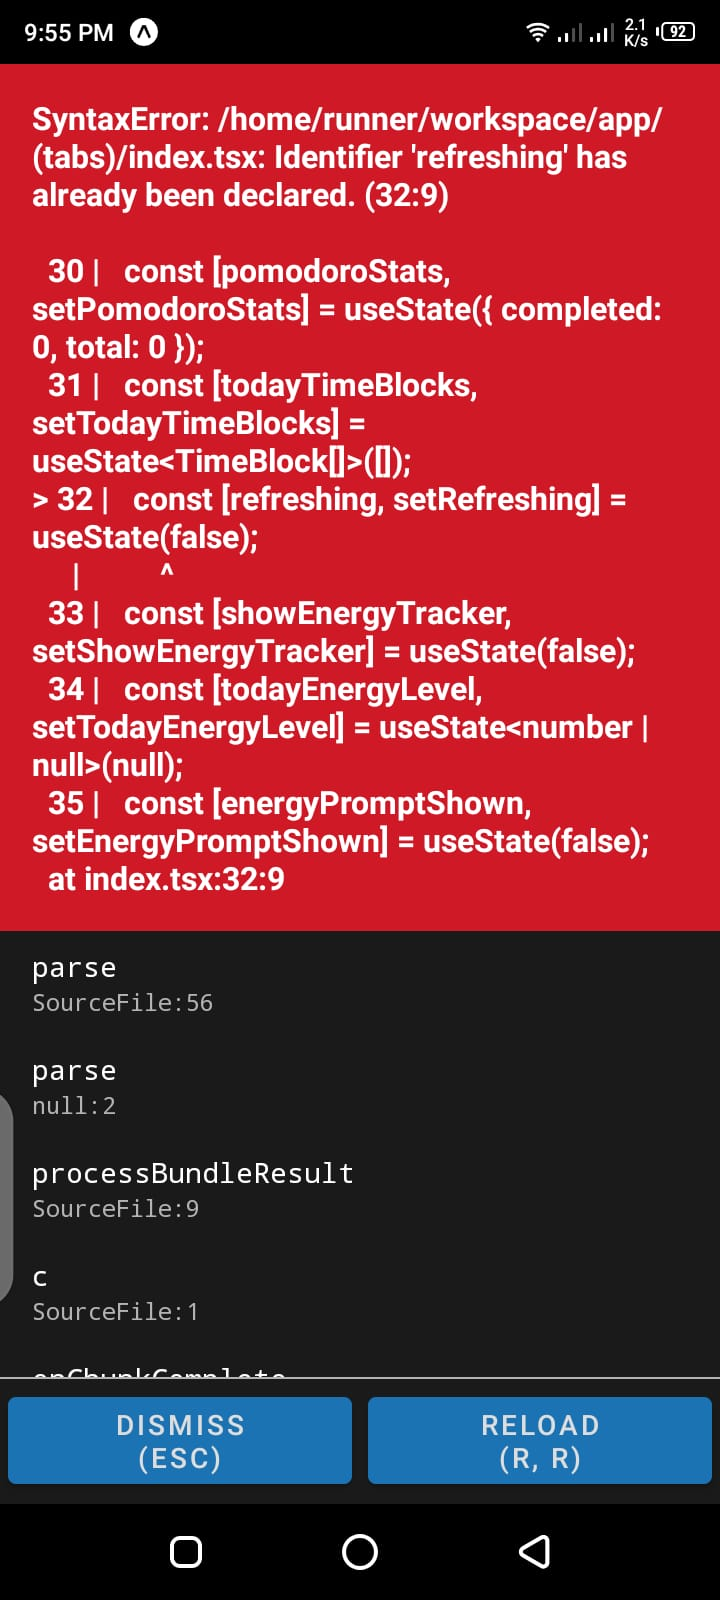 9:55 PM
2.1
K/s
92
SyntaxError: /home/runner/workspace/app/
(tabs)/index.tsx: Identifier 'refreshing' has
already been declared. (32:9)
30 | const [pomodoroStats,
setPomodoroStats] = useState({ completed:
0, total: 0 });
31 | const [todayTimeBlocks,
setTodayTimeBlocks] =
useState<TimeBlock[]>([]);
> 32 | const [refreshing, setRefreshing] =
useState(false);
| ^
33 | const [showEnergyTracker,
setShowEnergyTracker] = useState(false);
34 | const [todayEnergyLevel,
setTodayEnergyLevel] = useState<number |
null>(null);
35 | const [energyPromptShown,
setEnergyPromptShown] = useState(false);
at index.tsx:32:9
parse
SourceFile:56
parse
null:2
processBundleResult
SourceFile:9
c
SourceFile:1
onChunkComplete
DISMISS
(ESC)
RELOAD
(R, R)